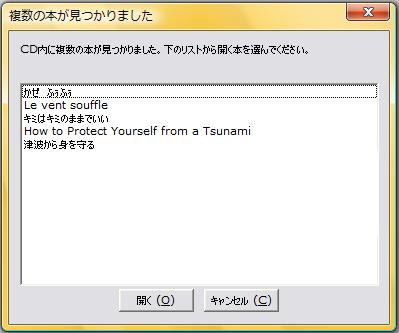 複数の本が見つかりました
CD内に複数の本が見つかりました。下のリストから開く本を選んでください。
かぜ ふぅふぅ
Le vent souffle
キミはキミのままでいい
How to Protect Yourself from a Tsunami
津波から身を守る
開く(O)
キャンセル(C)